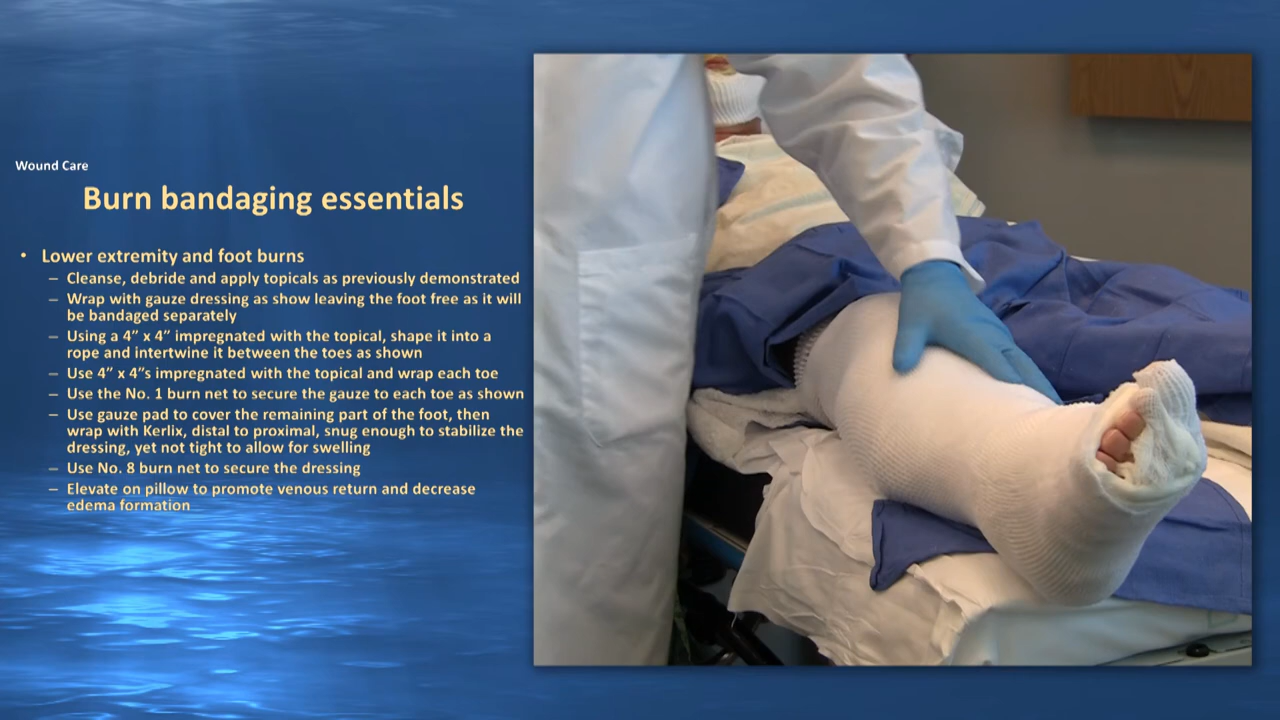 Wound Care
Burn bandaging essentials
• Lower extremity and foot burns
– Cleanse, debride and apply topicals as previously demonstrated
– Wrap with gauze dressing as show leaving the foot free as it will
be bandaged separately
– Using a 4” x 4” impregnated with the topical, shape it into a
rope and intertwine it between the toes as shown
– Use 4” x 4”s impregnated with the topical and wrap each toe
– Use the No. 1 burn net to secure the gauze to each toe as shown
– Use gauze pad to cover the remaining part of the foot, then
wrap with Kerlix, distal to proximal, snug enough to stabilize the
dressing, yet not tight to allow for swelling
– Use No. 8 burn net to secure the dressing
– Elevate on pillow to promote venous return and decrease
edema formation